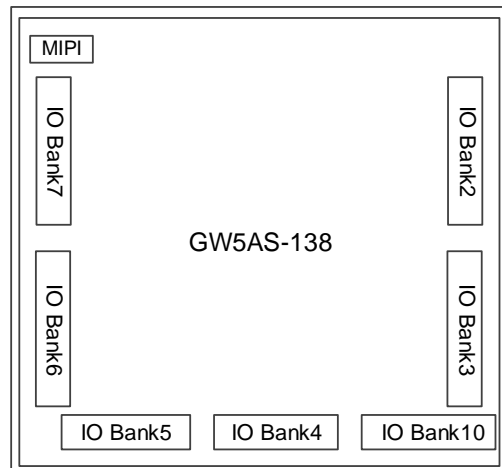 MIPI
IO Bank7
IO Bank2
GW5AS-138
IO Bank6
IO Bank3
IO Bank5
IO Bank4
IO Bank10